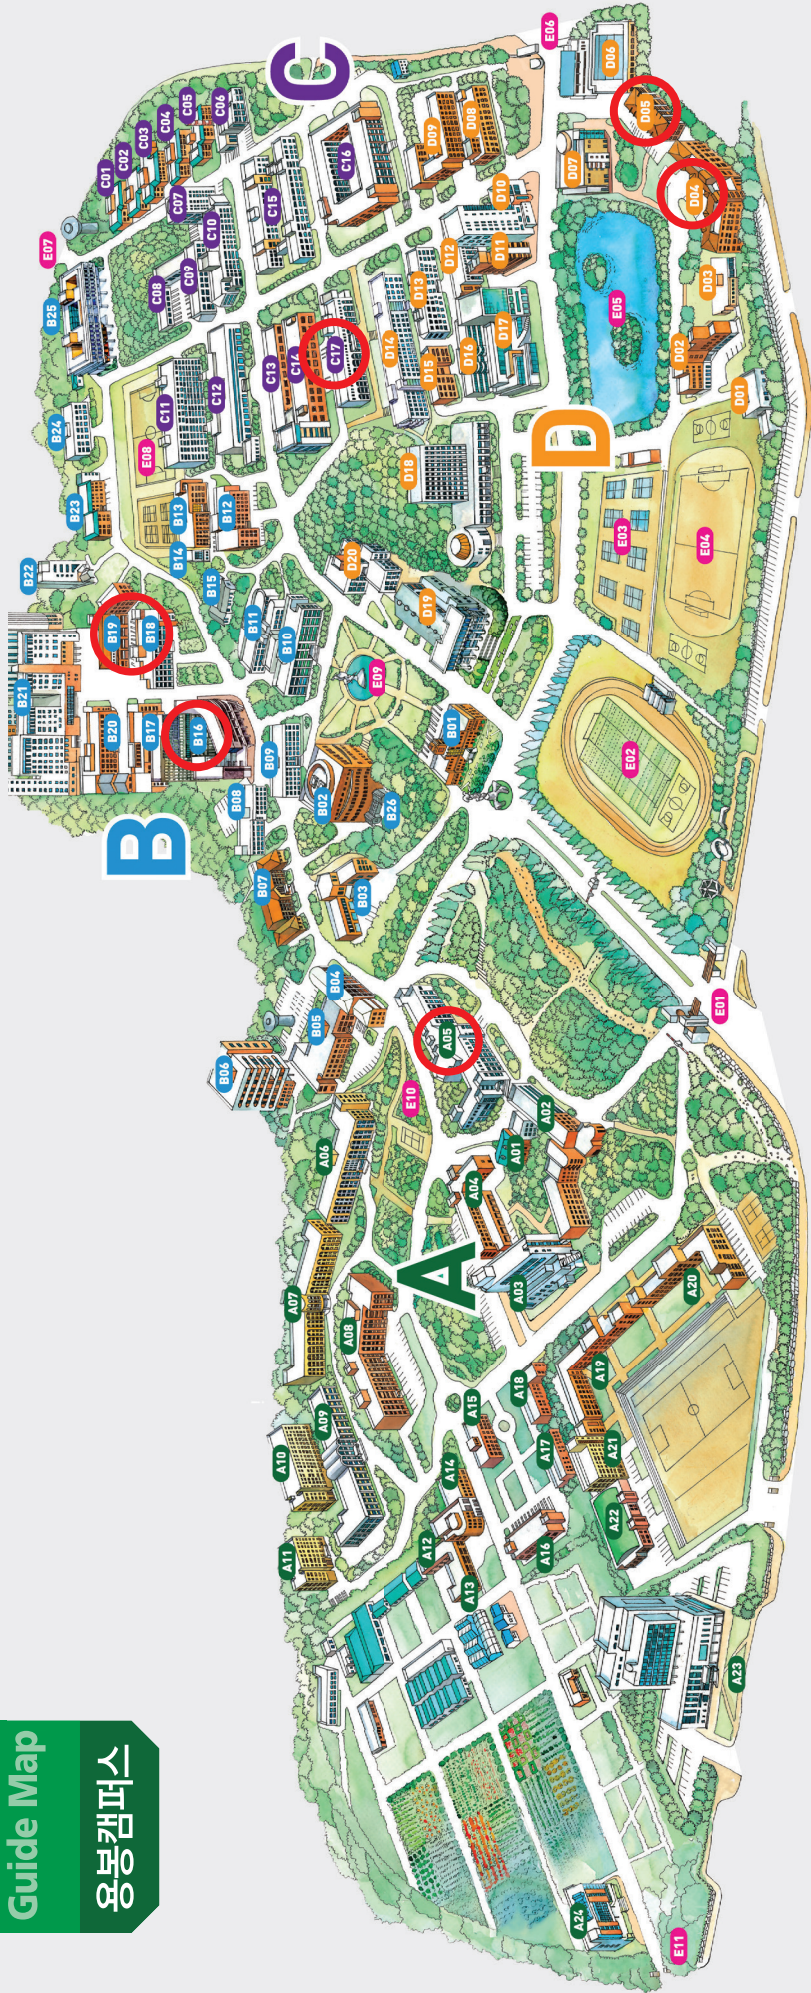 Guide Map
용봉캠퍼스
A
A01
A02
A03
A04
A05
A06
A07
A08
A09
A10
A11
A12
A13
A14
A15
A16
A17
A18
A19
A20
A21
A22
A23
A24
B
B01
B02
B03
B04
B05
B06
B07
B08
B09
B10
B11
B12
B13
B14
B15
B16
B17
B18
B19
B20
B21
B22
B23
B24
B25
B26
C
C01
C02
C03
C04
C05
C06
C07
C08
C09
C10
C11
C12
C13
C14
C15
C16
C17
D
D01
D02
D03
D04
D05
D06
D07
D08
D09
D10
D11
D12
D13
D14
D15
D16
D17
D18
D19
D20
E01
E02
E03
E04
E05
E06
E07
E08
E09
E10
E11